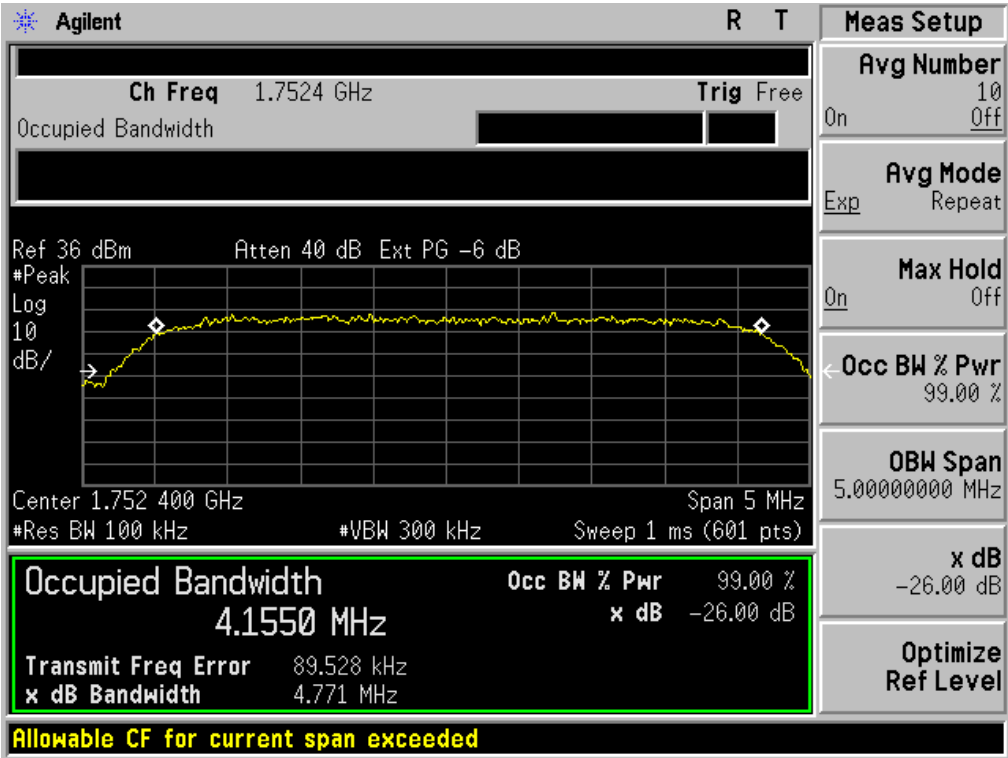 Agilent R T
Ch Freq 1.7524 GHz Trig Free
Occupied Bandwidth
Ref 36 dBm Atten 40 dB Ext PG -6 dB
#Peak
Log
10
dB/
Center 1.752 400 GHz Span 5 MHz
#Res BW 100 kHz #VBW 300 kHz Sweep 1 ms (601 pts)
Occupied Bandwidth
4.1550 MHz
Occ BW % Pwr 99.00 %
x dB -26.00 dB
Transmit Freq Error 89.528 kHz
x dB Bandwidth 4.771 MHz
Allowable CF for current span exceeded
Meas Setup
Avg Number
10
On Off
Avg Mode
Exp Repeat
Max Hold
On Off
Occ BW % Pwr
99.00 %
OBW Span
5.00000000 MHz
x dB
-26.00 dB
Optimize
Ref Level